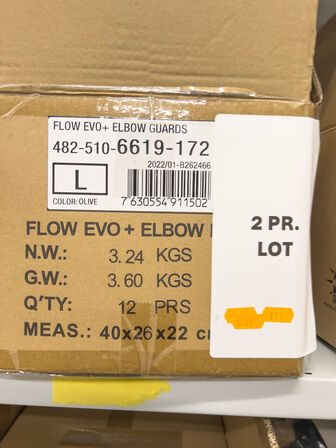 FLOW EVO+ ELBOW GUARDS
482-510-6619-172
2022/01-B262466
L
COLOR: OLIVE
7 630554 911502
FLOW EVO + ELBOW
N.W.: 3.24 KGS
G.W.: 3.60 KGS
Q'TY: 12 PRS
MEAS.: 40x26x22 c
2 PR.
LOT